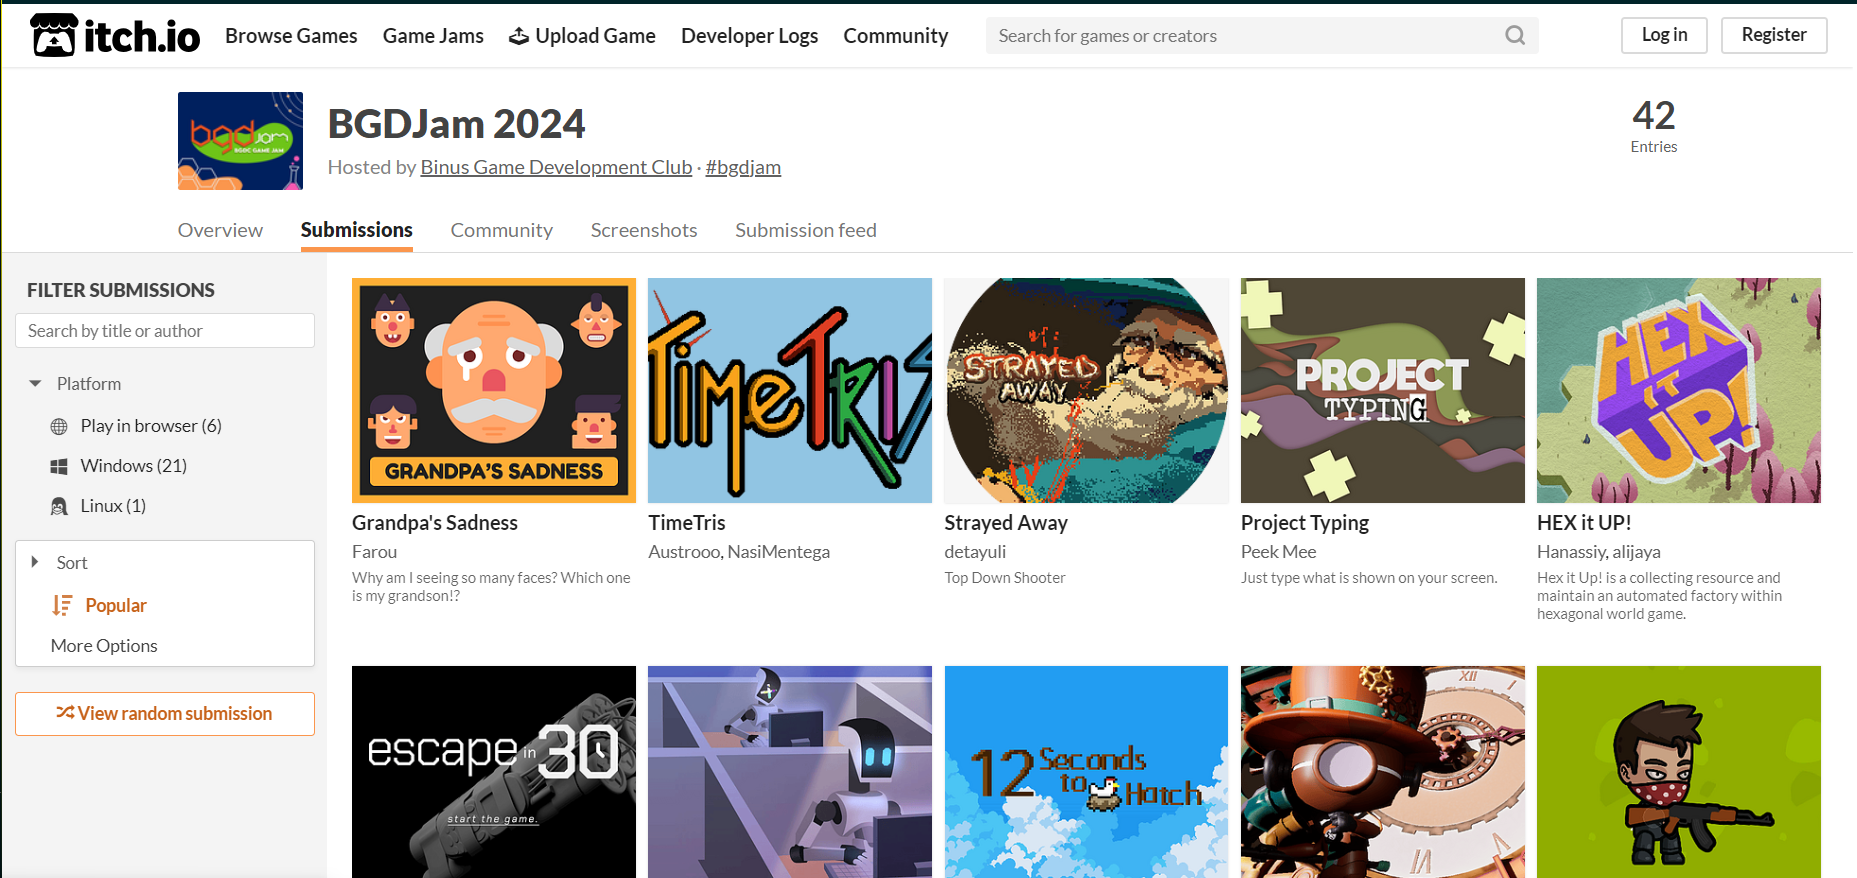 itch.io
Browse Games
Game Jams
Upload Game
Developer Logs
Community
Search for games or creators
Log in
Register
bgdjam
BGDC GAME JAM
BGDJam 2024
Hosted by Binus Game Development Club · #bgdjam
42
Entries
Overview
Submissions
Community
Screenshots
Submission feed
FILTER SUBMISSIONS
Search by title or author
Platform
Play in browser (6)
Windows (21)
Linux (1)
Sort
Popular
More Options
View random submission
GRANDPA'S SADNESS
Grandpa's Sadness
Farou
Why am I seeing so many faces? Which one
is my grandson!?
TIMETRIS
TimeTris
Austrooo, NasiMentega
STRAYED
AWAY
Strayed Away
detayuli
Top Down Shooter
PROJECT
TYPING
Project Typing
Peek Mee
Just type what is shown on your screen.
HEX
IT
UP!
HEX it UP!
Hanassiy, alijaya
Hex it Up! is a collecting resource and
maintain an automated factory within
hexagonal world game.
escape in 30
start the game.
12 Seconds
to
Hatch
XII
I
VI